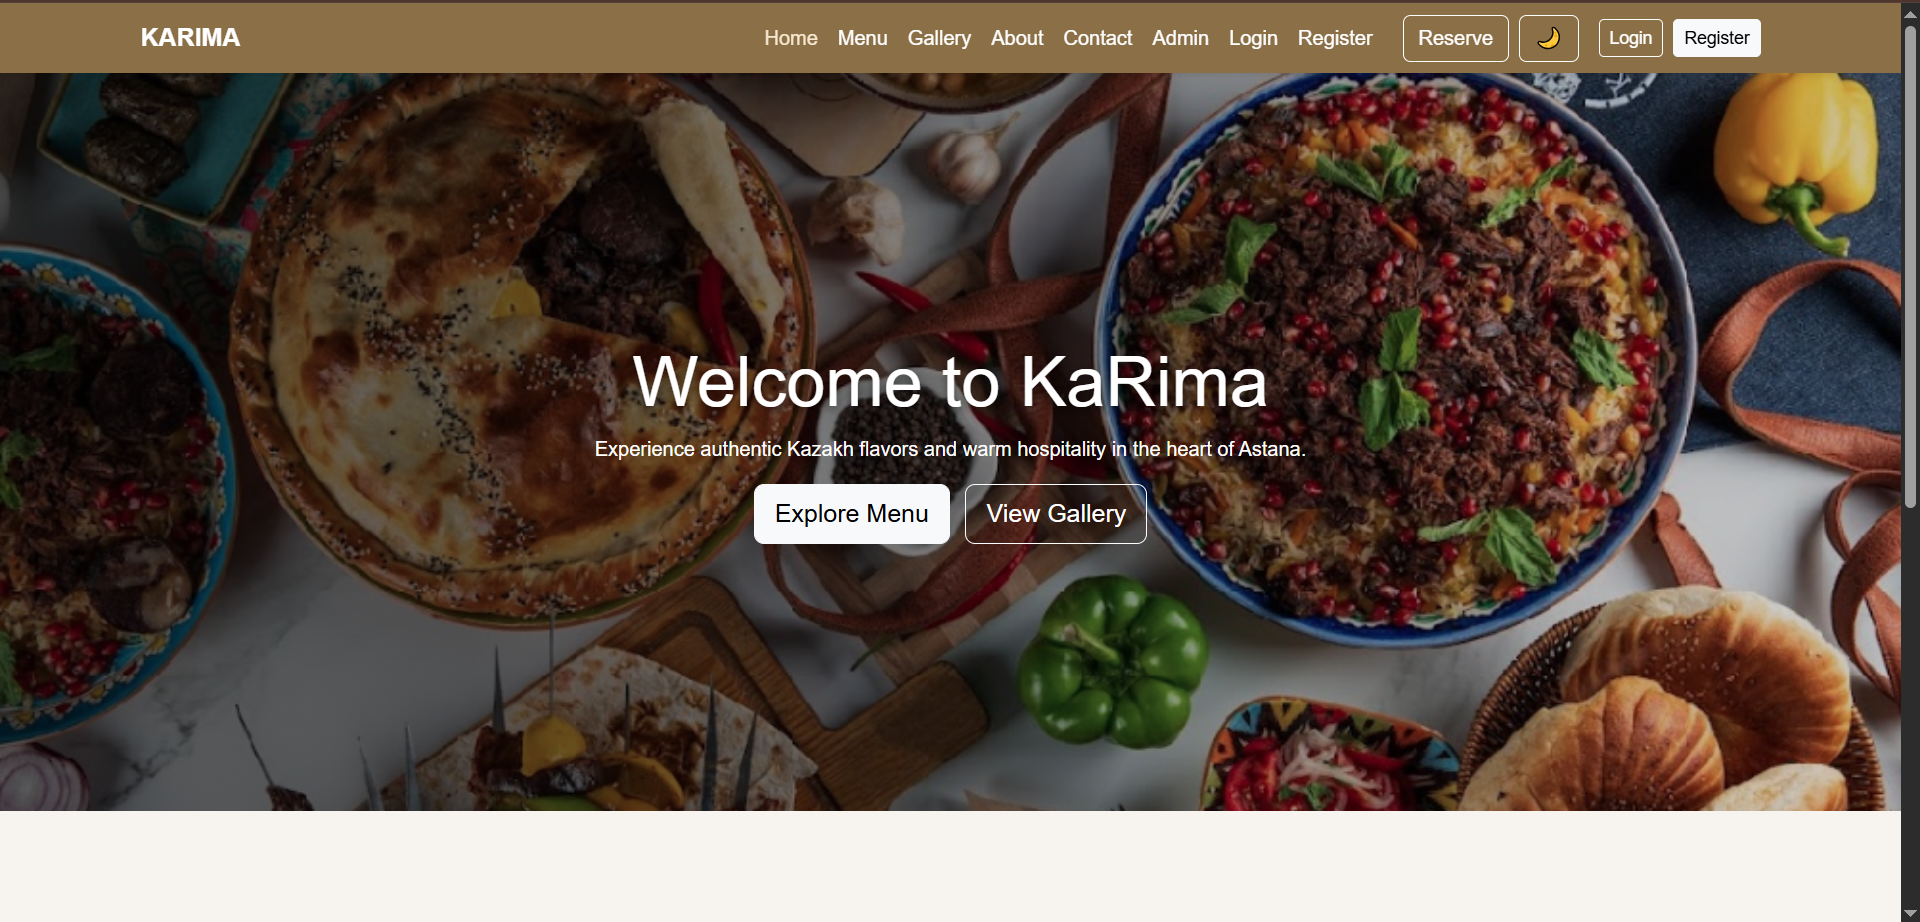 KARIMA Home Menu Gallery About Contact Admin Login Register Reserve Login Register
Welcome to KaRima
Experience authentic Kazakh flavors and warm hospitality in the heart of Astana.
Explore Menu View Gallery